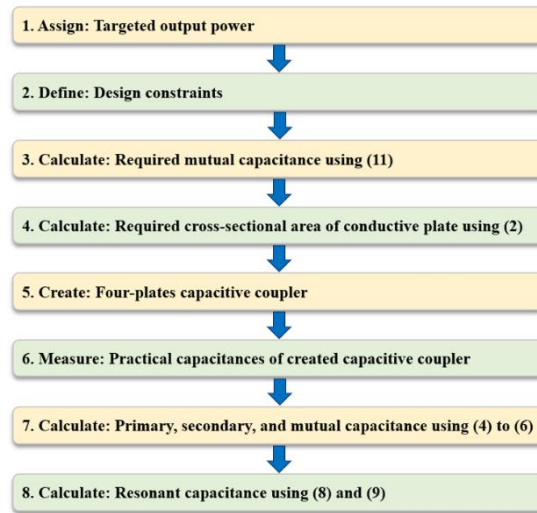 1. Assign: Targeted output power
2. Define: Design constraints
3. Calculate: Required mutual capacitance using (11)
4. Calculate: Required cross-sectional area of conductive plate using (2)
5. Create: Four-plates capacitive coupler
6. Measure: Practical capacitances of created capacitive coupler
7. Calculate: Primary, secondary, and mutual capacitance using (4) to (6)
8. Calculate: Resonant capacitance using (8) and (9)